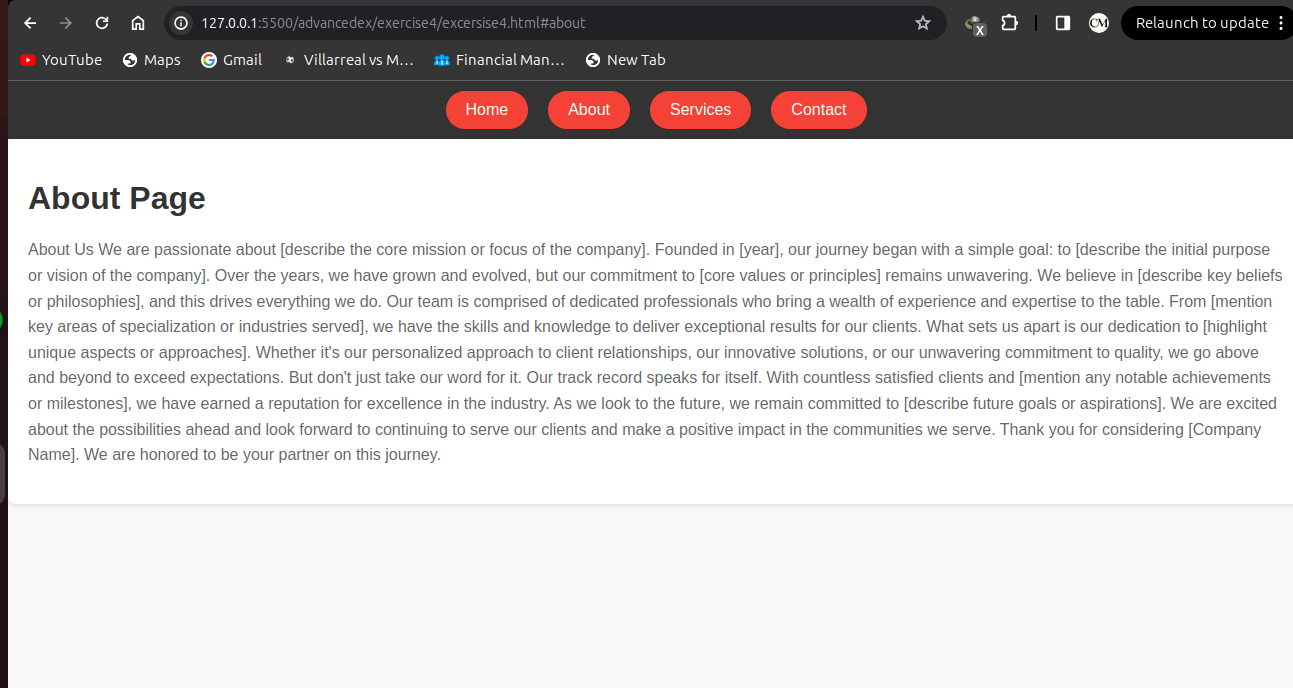 127.0.0.1:5500/advancedex/exercise4/excersise4.html#about
X
CM
Relaunch to update
YouTube Maps Gmail Villarreal vs M... Financial Man... New Tab
Home About Services Contact
About Page
About Us We are passionate about [describe the core mission or focus of the company]. Founded in [year], our journey began with a simple goal: to [describe the initial purpose
or vision of the company]. Over the years, we have grown and evolved, but our commitment to [core values or principles] remains unwavering. We believe in [describe key beliefs
or philosophies], and this drives everything we do. Our team is comprised of dedicated professionals who bring a wealth of experience and expertise to the table. From [mention
key areas of specialization or industries served], we have the skills and knowledge to deliver exceptional results for our clients. What sets us apart is our dedication to [highlight
unique aspects or approaches]. Whether it's our personalized approach to client relationships, our innovative solutions, or our unwavering commitment to quality, we go above
and beyond to exceed expectations. But don't just take our word for it. Our track record speaks for itself. With countless satisfied clients and [mention any notable achievements
or milestones], we have earned a reputation for excellence in the industry. As we look to the future, we remain committed to [describe future goals or aspirations]. We are excited
about the possibilities ahead and look forward to continuing to serve our clients and make a positive impact in the communities we serve. Thank you for considering [Company
Name]. We are honored to be your partner on this journey.